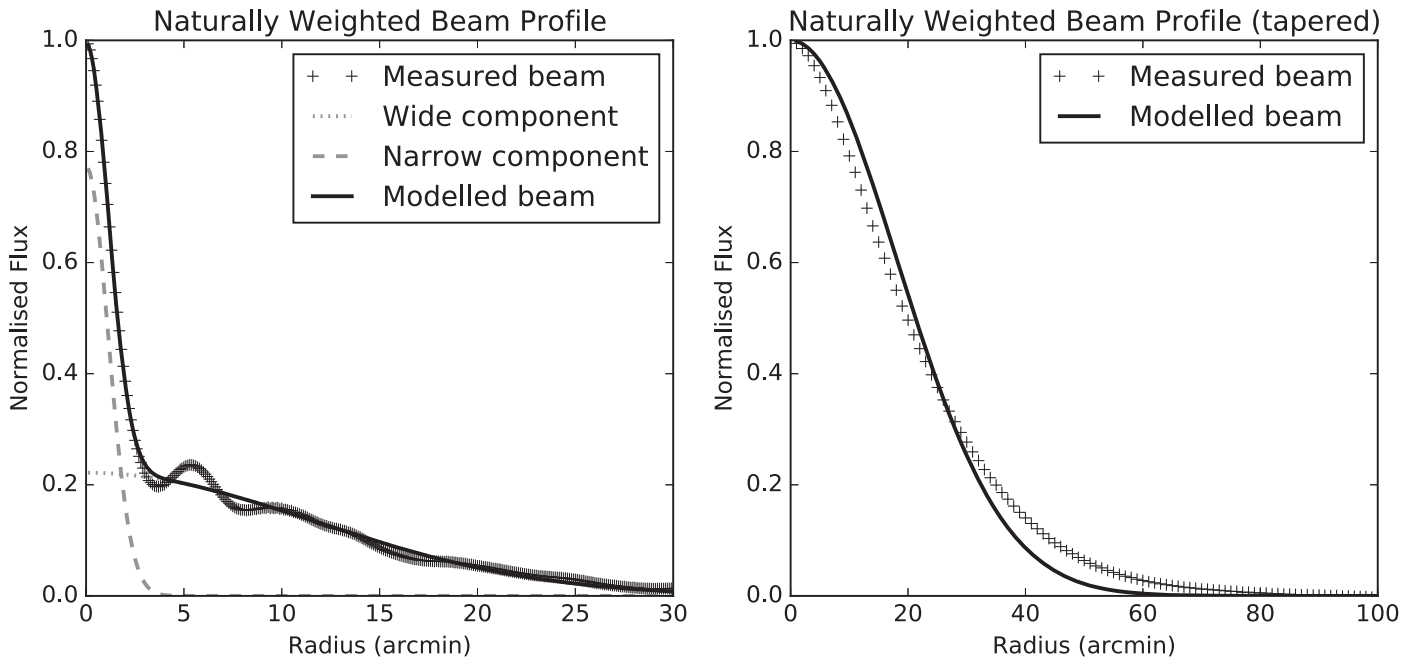 Naturally Weighted Beam Profile
1.0
0.8
0.6
0.4
0.2
0.0
Normalised Flux
Measured beam
Wide component
Narrow component
Modelled beam
0 5 10 15 20 25 30
Radius (arcmin)
Naturally Weighted Beam Profile (tapered)
1.0
0.8
0.6
0.4
0.2
0.0
Normalised Flux
Measured beam
Modelled beam
0 20 40 60 80 100
Radius (arcmin)